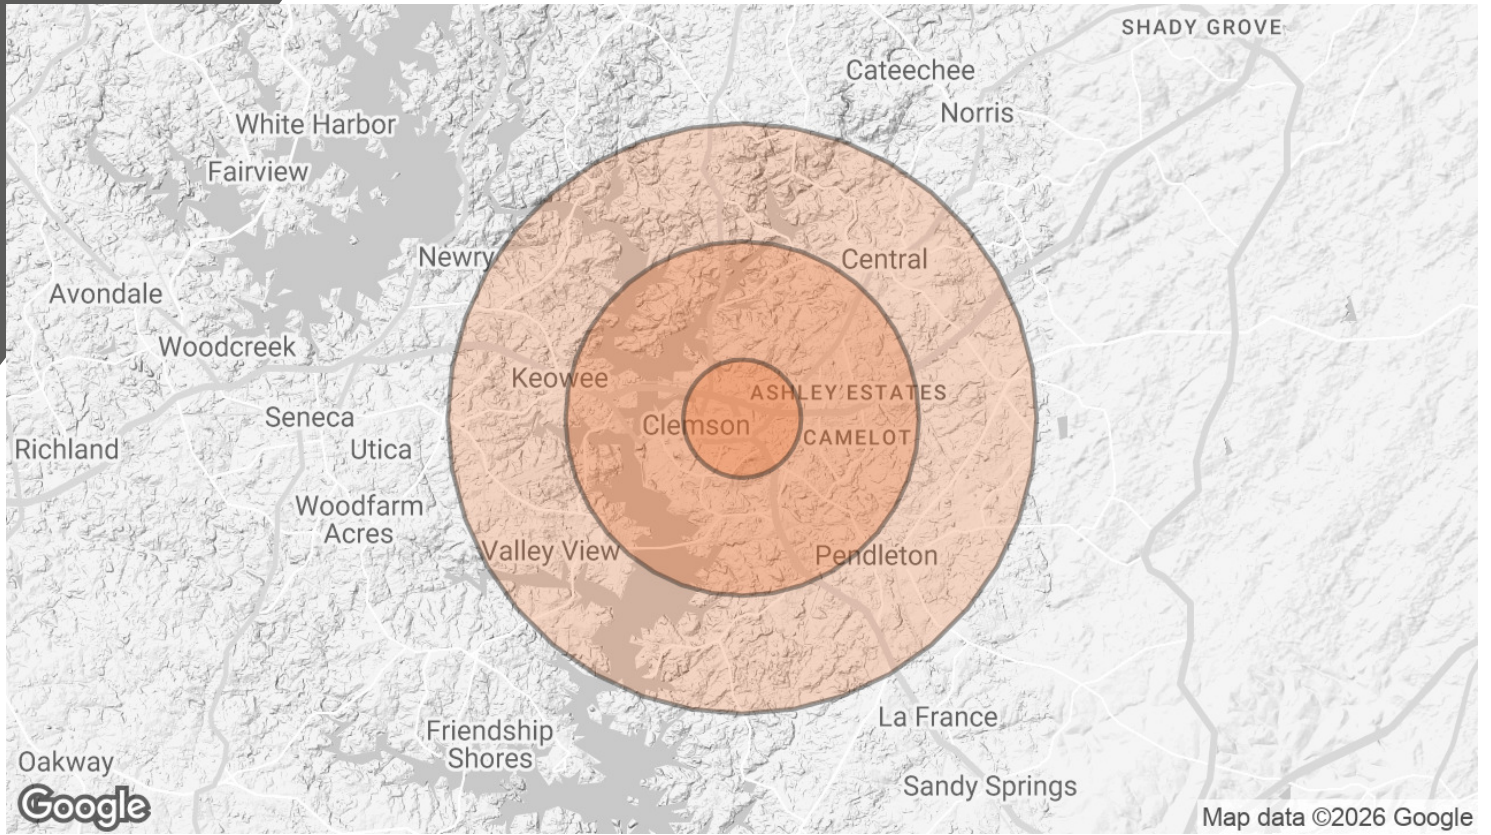 SHADY GROVE
Cateechee
Norris
White Harbor
Fairview
Newry
Central
Avondale
Woodcreek
Keowee
ASHLEY ESTATES
Seneca
Clemson
CAMELOT
Richland
Utica
Woodfarm
Acres
Valley View
Pendleton
La France
Friendship
Shores
Oakway
Sandy Springs
Google
Map data ©2026 Google